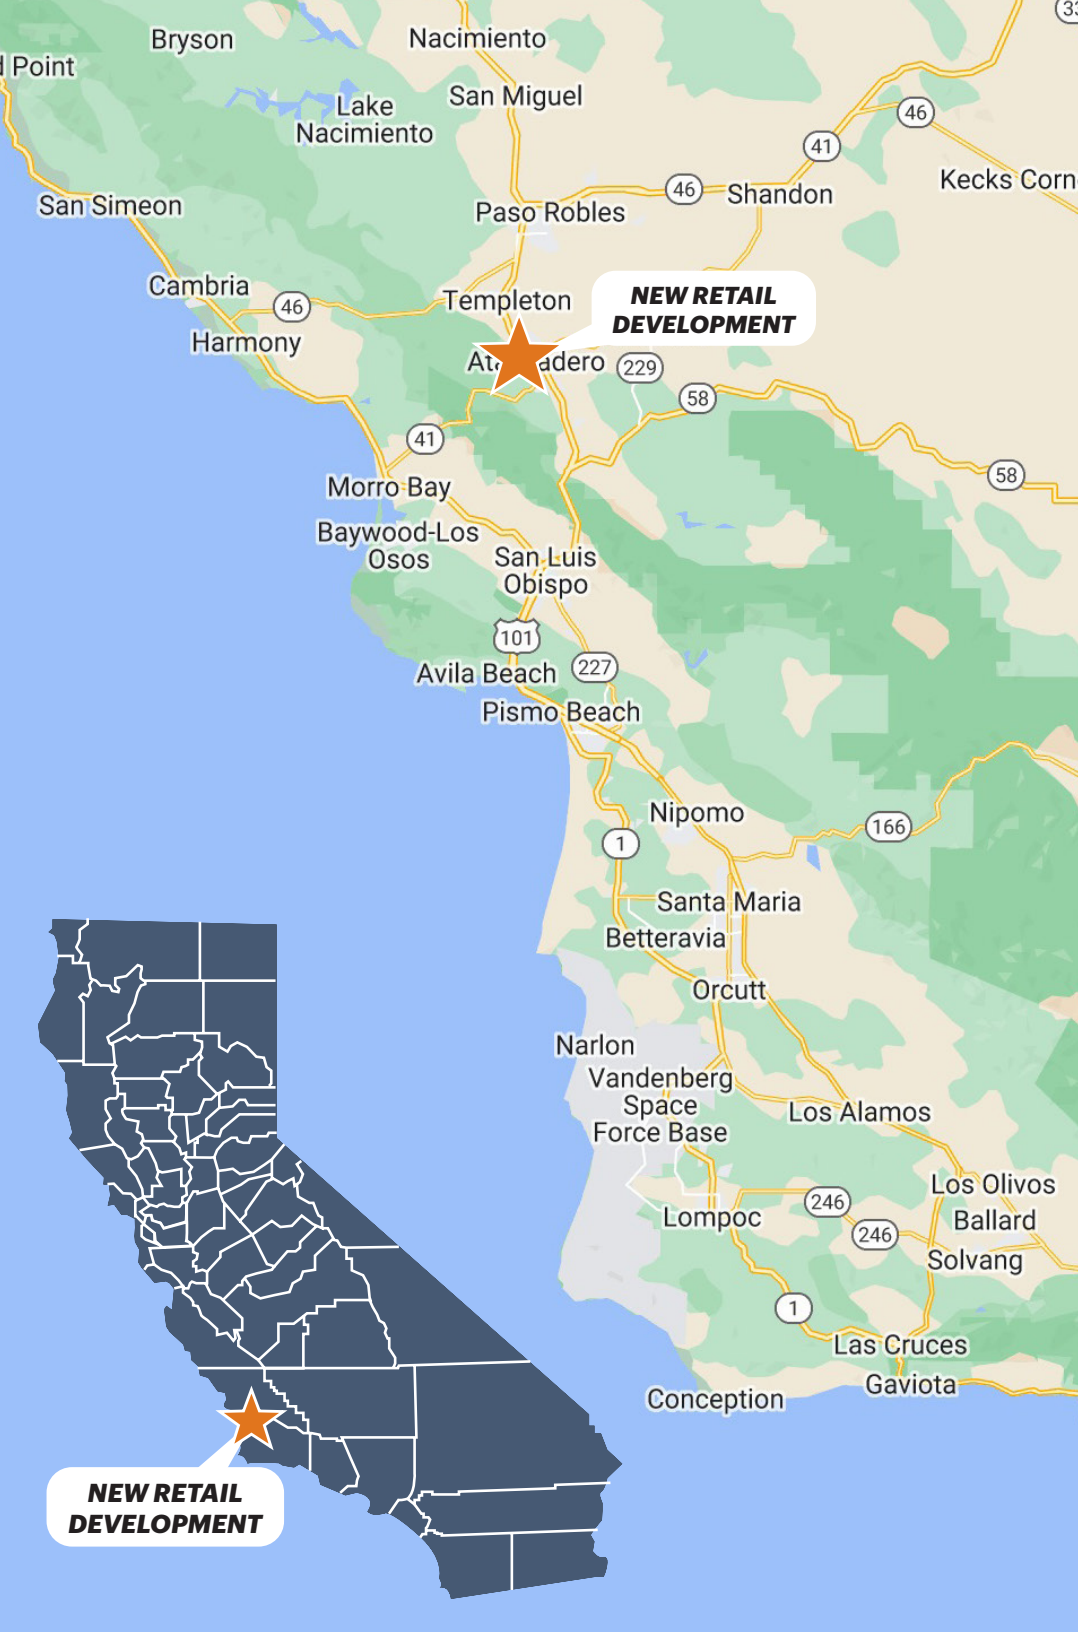 Bryson
Nacimiento
33
d Point
San Miguel
Lake
Nacimiento
46
41
Kecks Corn
46
Shandon
San Simeon
Paso Robles
Cambria
46
Templeton
NEW RETAIL
DEVELOPMENT
Harmony
Atascadero
229
58
41
58
Morro Bay
Baywood-Los
Osos
San Luis
Obispo
101
Avila Beach
227
Pismo Beach
Nipomo
166
1
Santa Maria
Betteravia
Orcutt
Narlon
Vandenberg
Space
Force Base
Los Alamos
Los Olivos
246
Lompoc
Ballard
246
Solvang
1
Las Cruces
Gaviota
Conception
NEW RETAIL
DEVELOPMENT